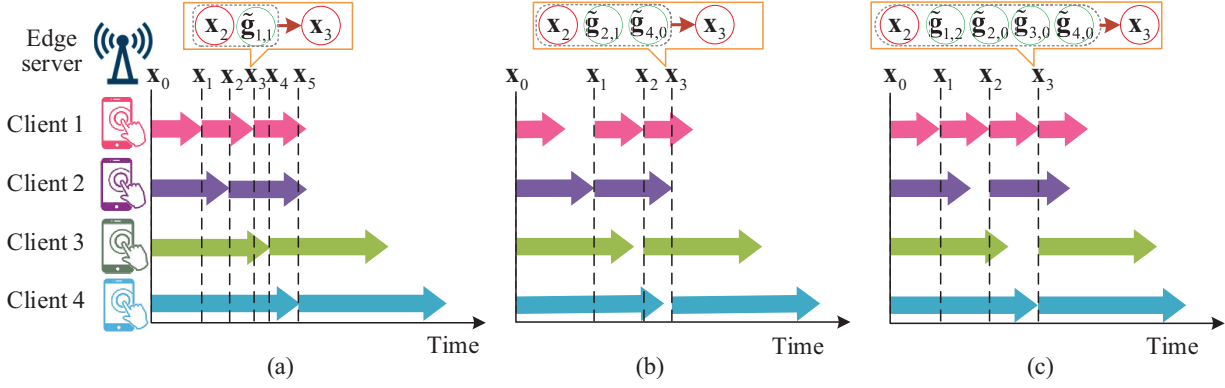 Edge
server
Client 1
Client 2
Client 3
Client 4
x₂ g̃₁,₁ x₃
x₀ x₁ x₂ x₃ x₄ x₅
Time
(a)
x₂ g̃₂,₁ g̃₄,₀ x₃
x₀ x₁ x₂ x₃
Time
(b)
x₂ g̃₁,₂ g̃₂,₀ g̃₃,₀ g̃₄,₀ x₃
x₀ x₁ x₂ x₃
Time
(c)